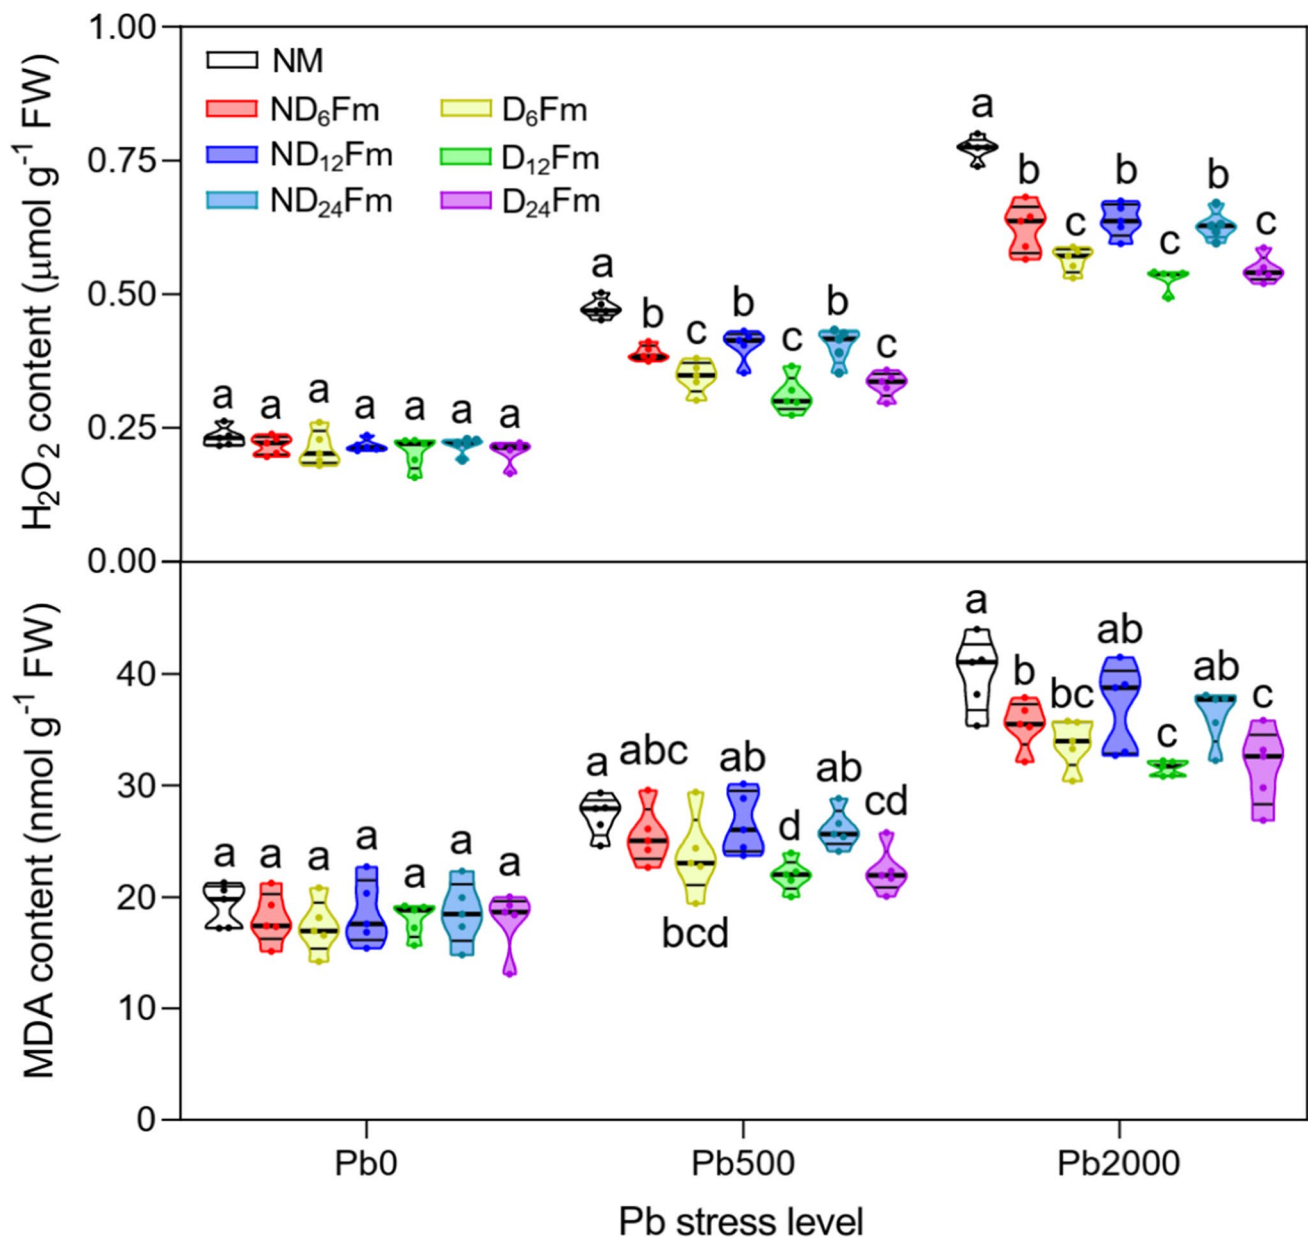 1.00
0.75
0.50
0.25
0.00
H₂O₂ content (μmol g⁻¹ FW)
NM
ND₆Fm D₆Fm
ND₁₂Fm D₁₂Fm
ND₂₄Fm D₂₄Fm
a a a a a a a
a b c b c b c
a b c b c b c
40
30
20
10
0
MDA content (nmol g⁻¹ FW)
a a a a a a a
a abc bcd ab d ab cd
a b bc ab c ab c
Pb0 Pb500 Pb2000
Pb stress level